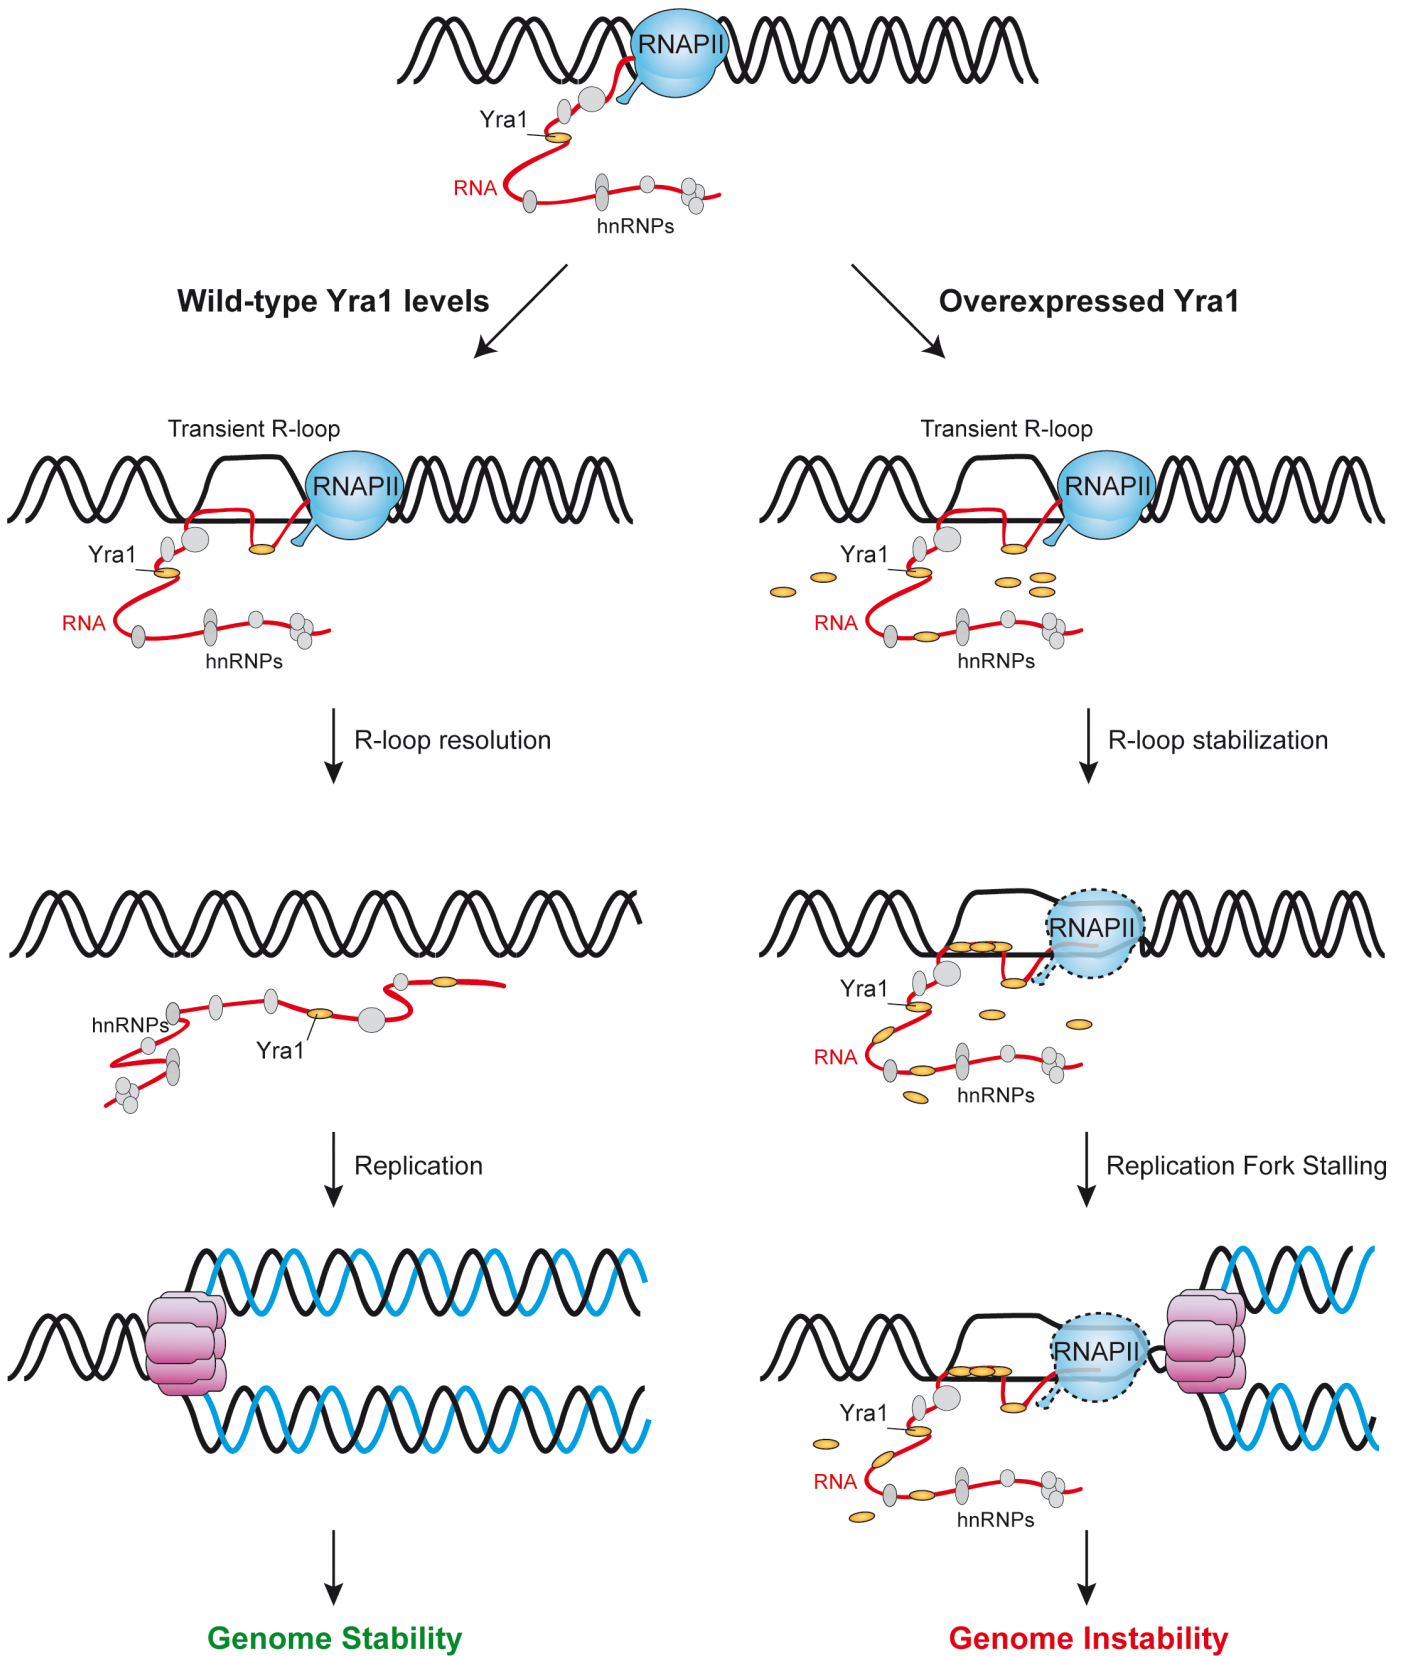 RNAPII
Yra1
RNA
hnRNPs
Wild-type Yra1 levels
Overexpressed Yra1
Transient R-loop
RNAPII
Yra1
RNA
hnRNPs
Transient R-loop
RNAPII
Yra1
RNA
hnRNPs
R-loop resolution
R-loop stabilization
hnRNPs
Yra1
RNAPII
Yra1
RNA
hnRNPs
Replication
Replication Fork Stalling
RNAPII
Yra1
RNA
hnRNPs
Genome Stability
Genome Instability